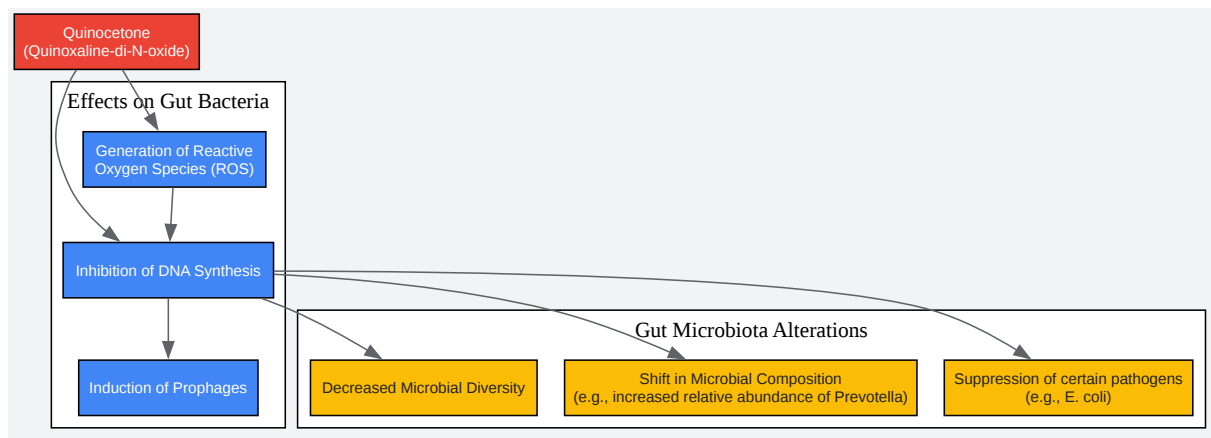 Quinocetone
(Quinoxaline-di-N-oxide)
Effects on Gut Bacteria
Generation of Reactive
Oxygen Species (ROS)
Inhibition of DNA Synthesis
Induction of Prophages
Gut Microbiota Alterations
Decreased Microbial Diversity
Shift in Microbial Composition
(e.g., increased relative abundance of Prevotella)
Suppression of certain pathogens
(e.g., E. coli)